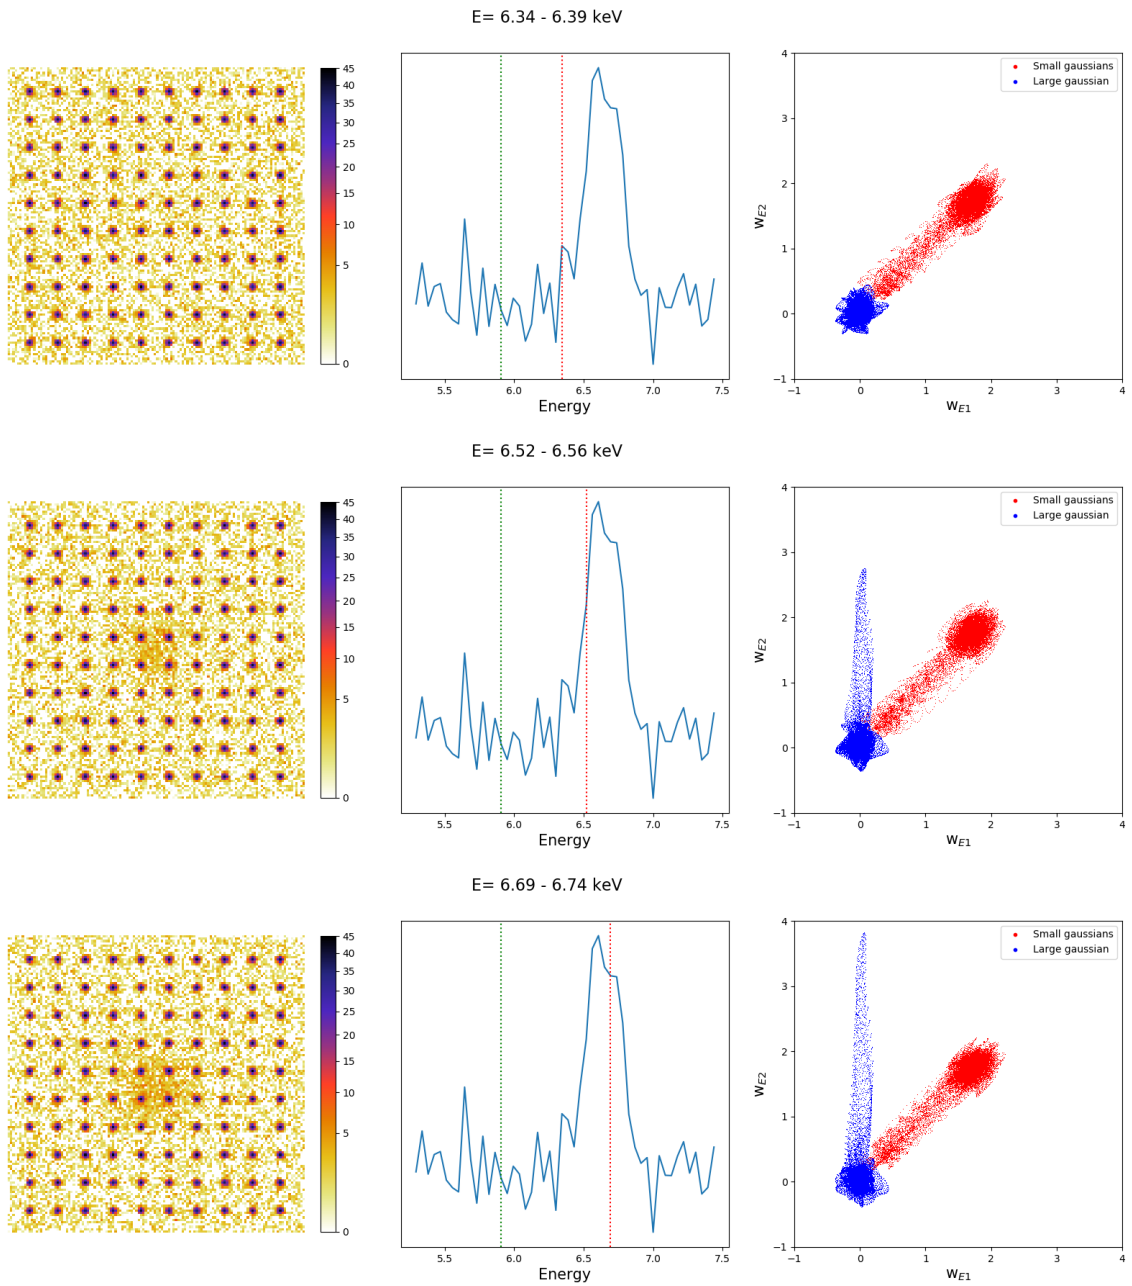 E= 6.34 - 6.39 keV
45
40
35
30
25
20
15
10
5
0
5.5 6.0 6.5 7.0 7.5
Energy
4
3
2
1
0
−1
w_E2
Small gaussians
Large gaussian
−1 0 1 2 3 4
w_E1
E= 6.52 - 6.56 keV
45
40
35
30
25
20
15
10
5
0
5.5 6.0 6.5 7.0 7.5
Energy
4
3
2
1
0
−1
w_E2
Small gaussians
Large gaussian
−1 0 1 2 3 4
w_E1
E= 6.69 - 6.74 keV
45
40
35
30
25
20
15
10
5
0
5.5 6.0 6.5 7.0 7.5
Energy
4
3
2
1
0
−1
w_E2
Small gaussians
Large gaussian
−1 0 1 2 3 4
w_E1